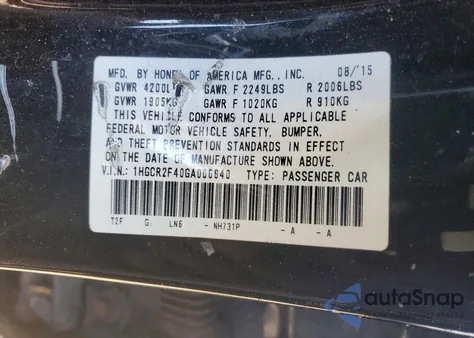 MFD. BY HONDA OF AMERICA MFG., INC. 08/'15
GVWR 4200LBS GAWR F 2249LBS R 2006LBS
GVWR 1905KG GAWR F 1020KG R 910KG
THIS VEHICLE CONFORMS TO ALL APPLICABLE
FEDERAL MOTOR VEHICLE SAFETY, BUMPER,
AND THEFT PREVENTION STANDARDS IN EFFECT
ON THE DATE OF MANUFACTURE SHOWN ABOVE.
V.I.N.: 1HGCR2F40GA006640 TYPE: PASSENGER CAR
T2F G LN6 - NH731P - A - A
autoSnap